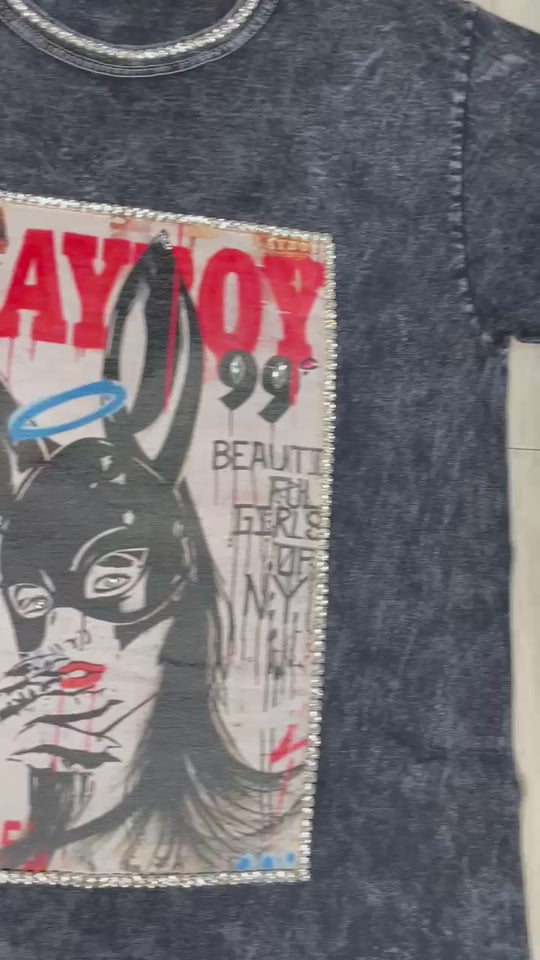 AYBOY
99
BEAUTI
FUL
GIRLS
OF
N.Y